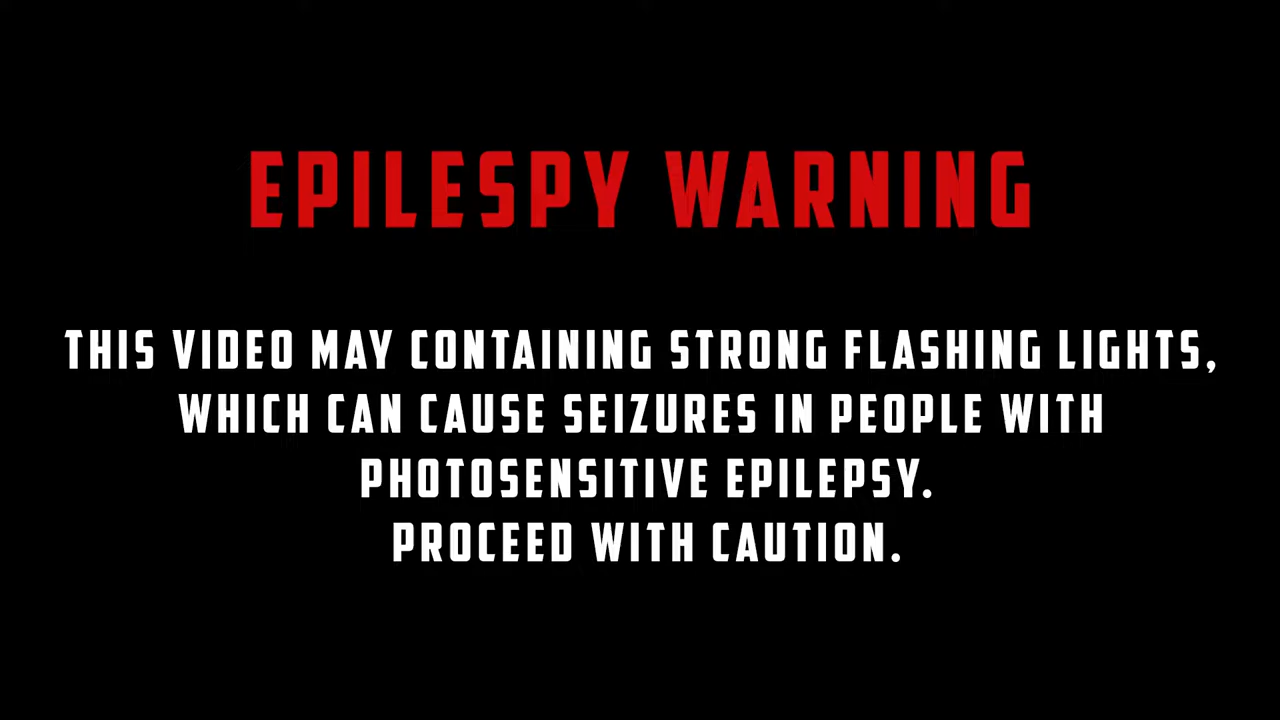 EPILESPY WARNING
THIS VIDEO MAY CONTAINING STRONG FLASHING LIGHTS,
WHICH CAN CAUSE SEIZURES IN PEOPLE WITH
PHOTOSENSITIVE EPILEPSY.
PROCEED WITH CAUTION.